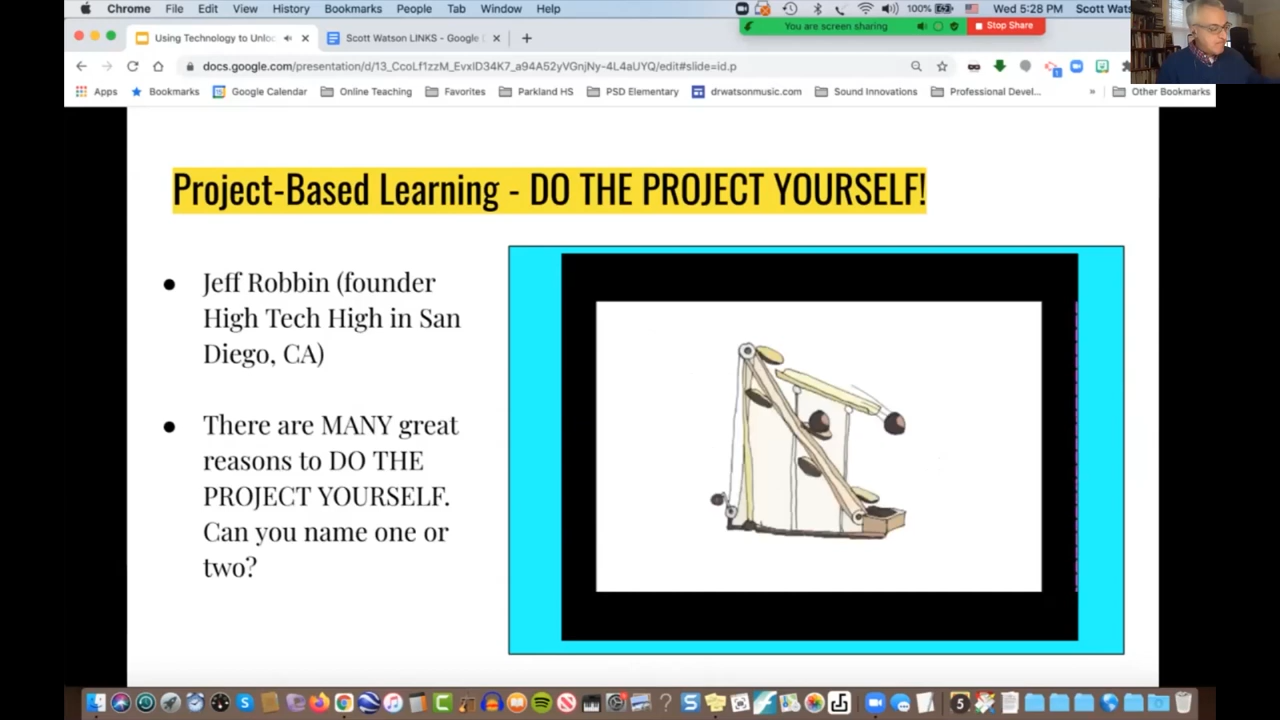 Chrome File Edit View History Bookmarks People Tab Window Help 100% Wed 5:28 PM Scott Wats
You are screen sharing Stop Share
Using Technology to Unloc Scott Watson LINKS - Google
docs.google.com/presentation/d/13_CcoLf1zzM_EvxID34K7_a94A52yVGnjNy-4L4aUYQ/edit#slide=id.p
Apps Bookmarks Google Calendar Online Teaching Favorites Parkland HS PSD Elementary drwatsonmusic.com Sound Innovations Professional Devel... » Other Bookmarks
Project-Based Learning - DO THE PROJECT YOURSELF!
● Jeff Robbin (founder
High Tech High in San
Diego, CA)
● There are MANY great
reasons to DO THE
PROJECT YOURSELF.
Can you name one or
two?